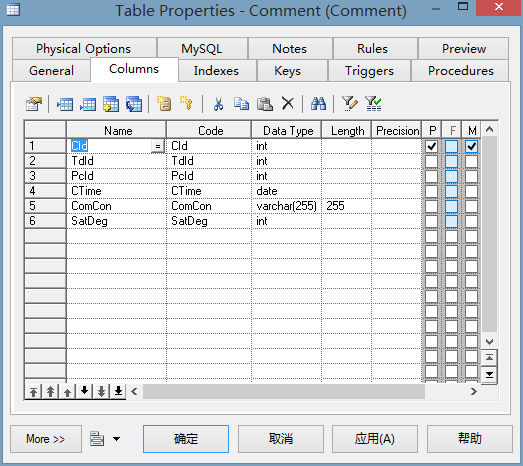 Table Properties - Comment (Comment)
Physical Options MySQL Notes Rules Preview
General Columns Indexes Keys Triggers Procedures
Name Code Data Type Length Precision P F M
1 CId = CId int
2 TdId TdId int
3 PcId PcId int
4 CTime CTime date
5 ComCon ComCon varchar(255) 255
6 SatDeg SatDeg int
More >> 确定 取消 应用(A) 帮助